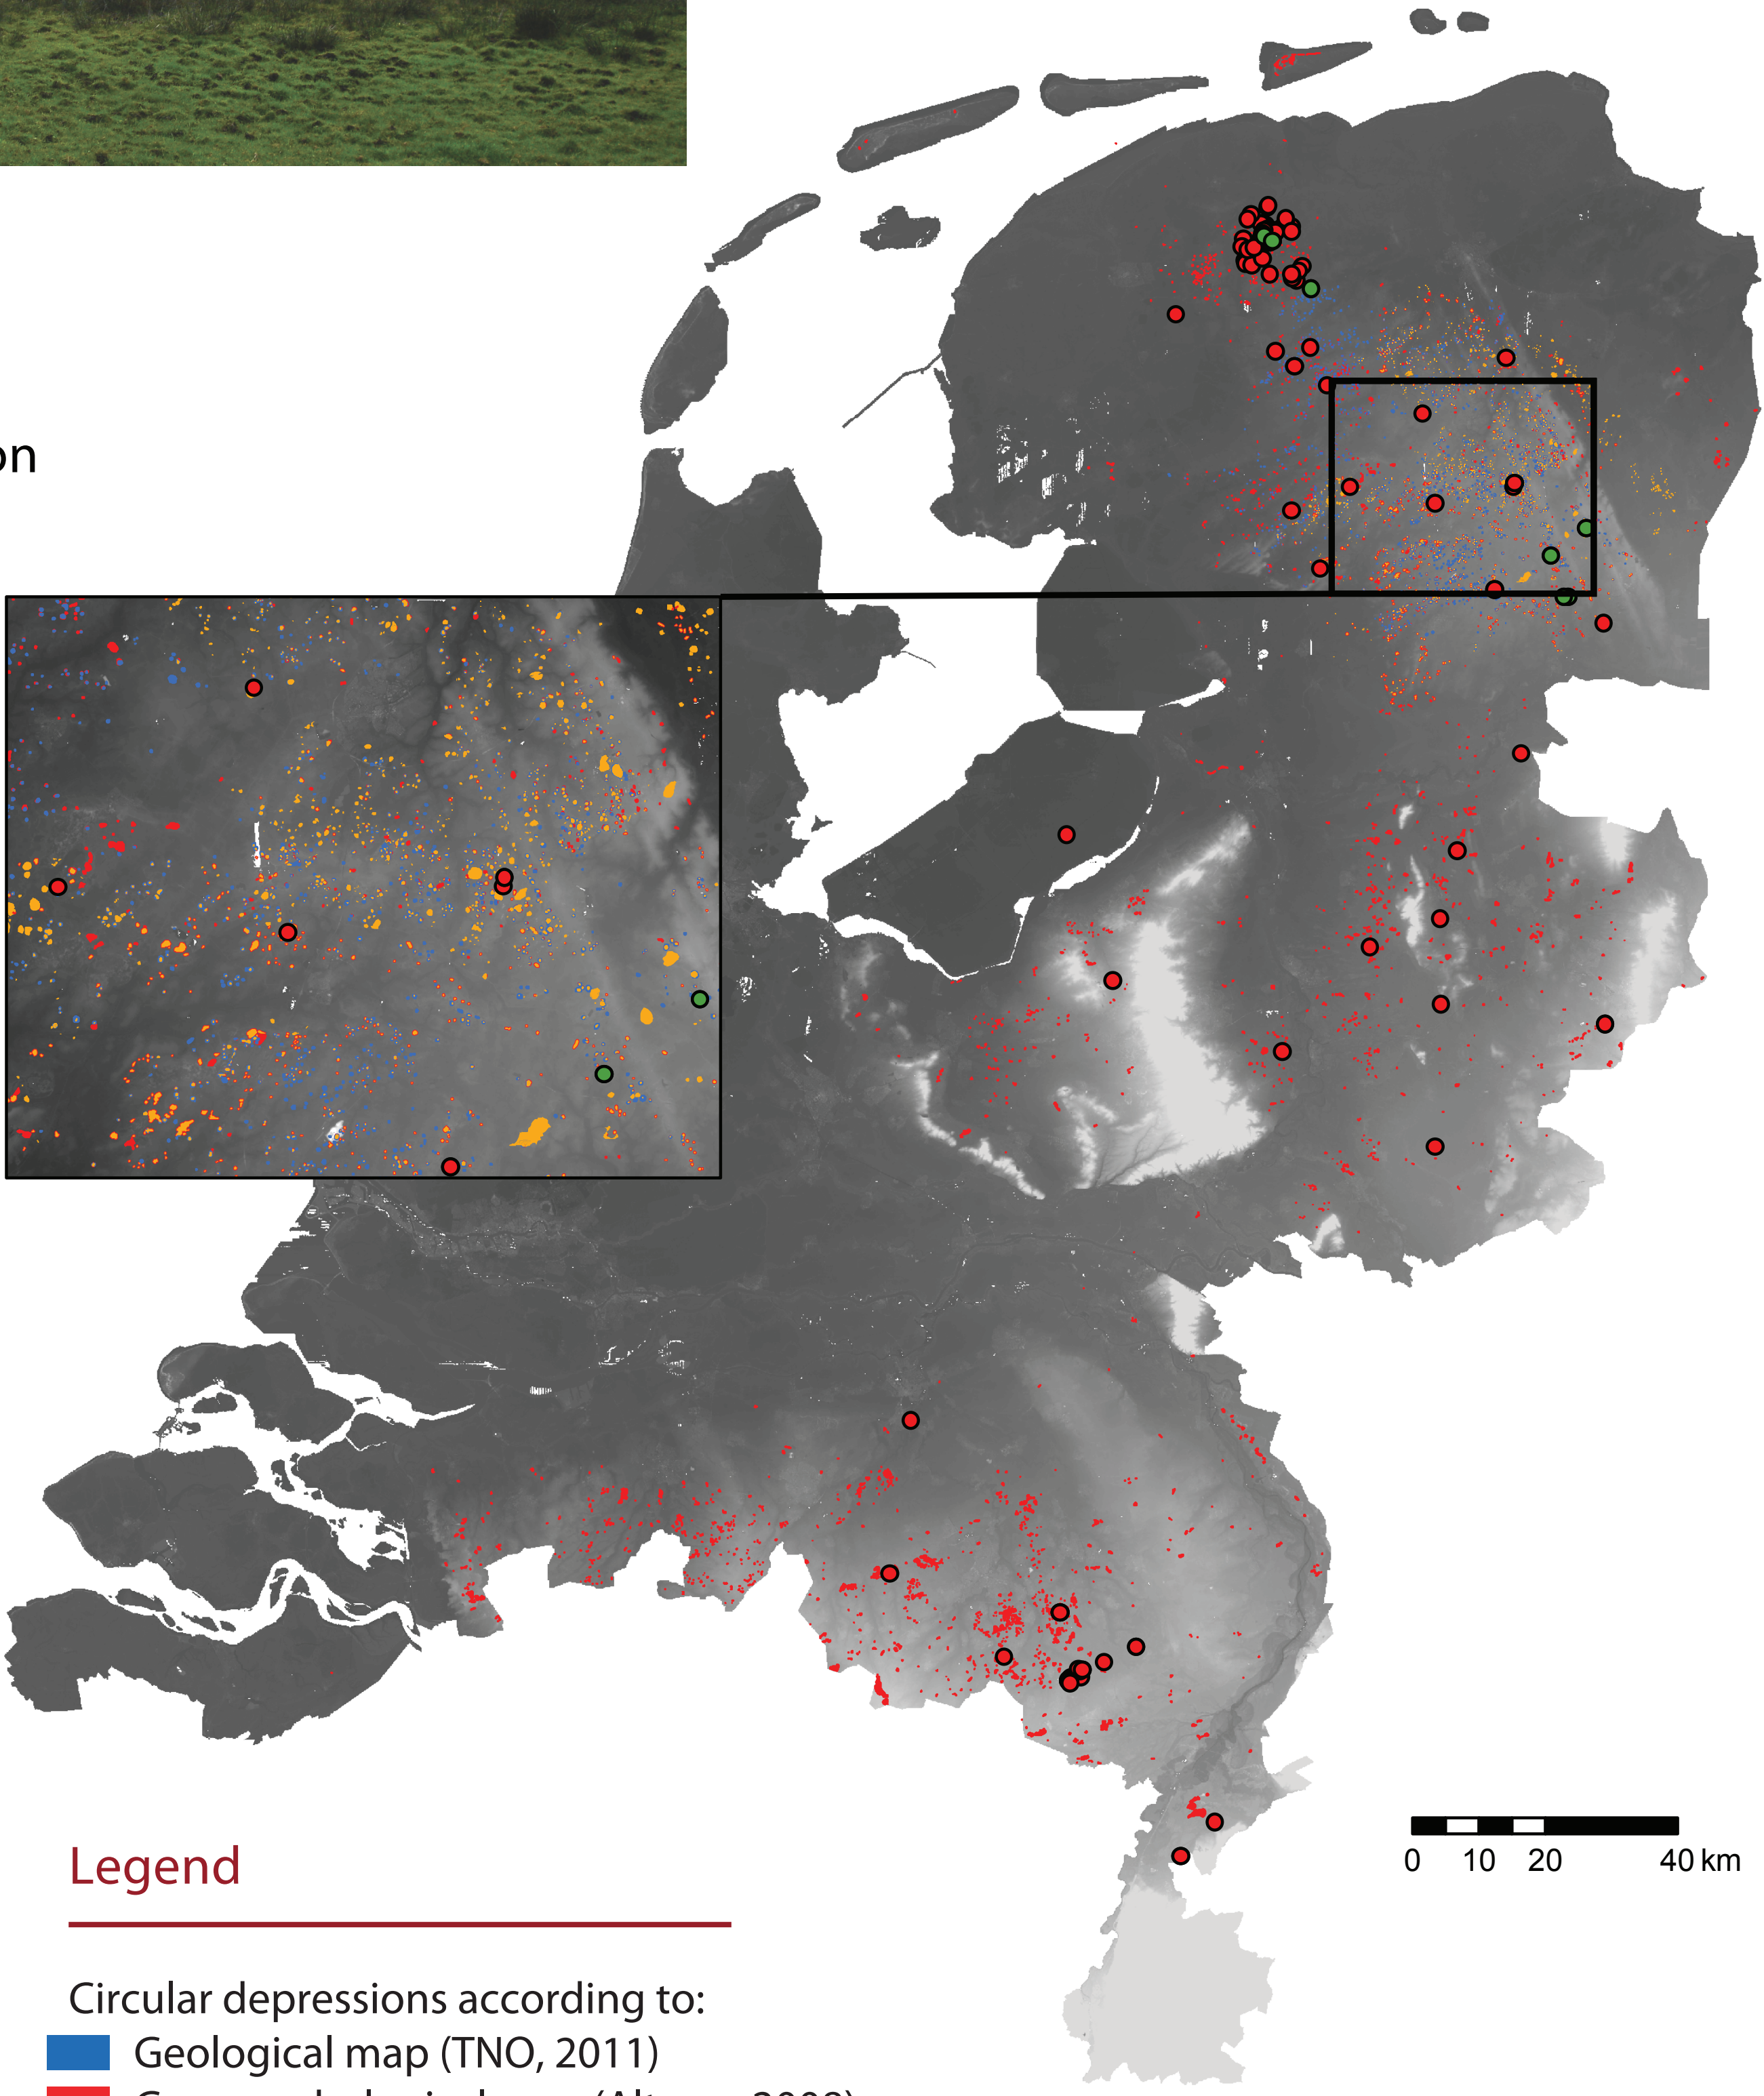 on
0 10 20 40 km
Legend
Circular depressions according to:
Geological map (TNO, 2011)